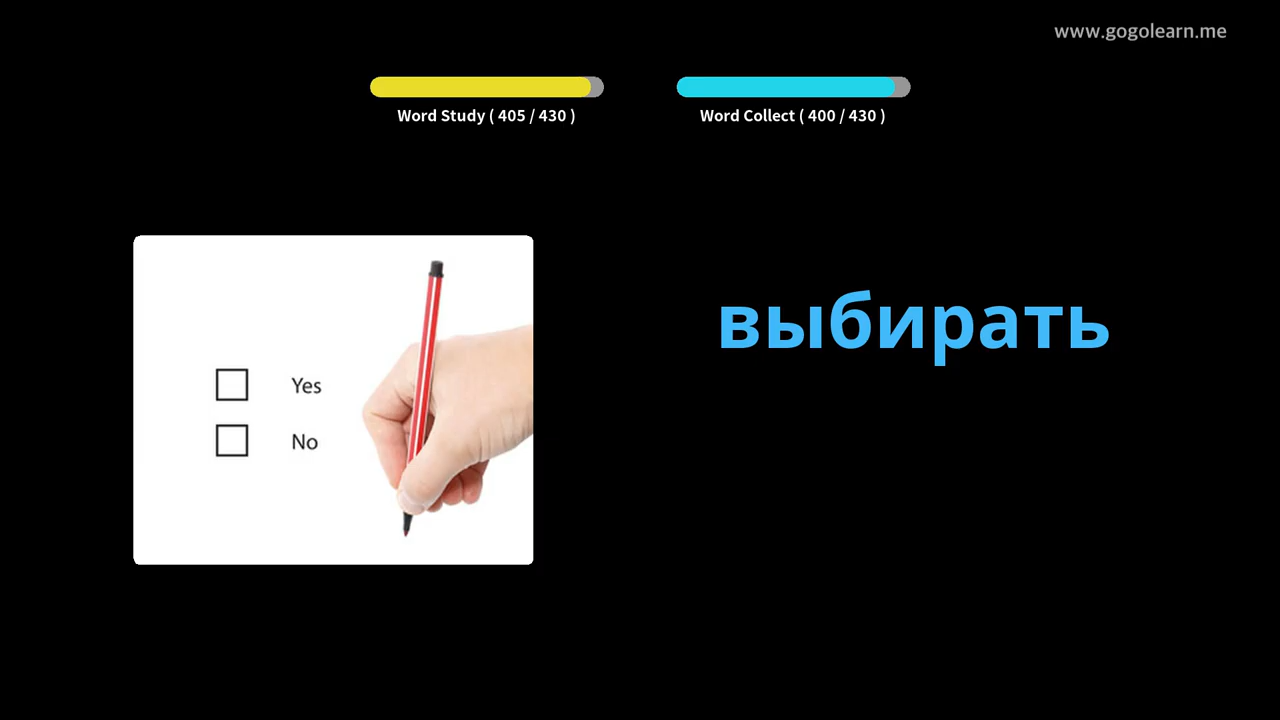 www.gogolearn.me
Word Study ( 405 / 430 )
Word Collect ( 400 / 430 )
выбирать
Yes
No